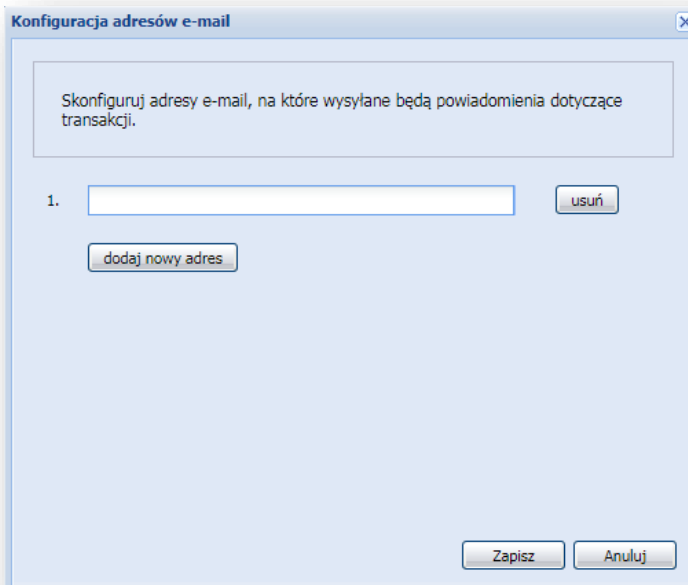 Konfiguracja adresów e-mail
Skonfiguruj adresy e-mail, na które wysyłane będą powiadomienia dotyczące
transakcji.
1. usuń
dodaj nowy adres
Zapisz Anuluj